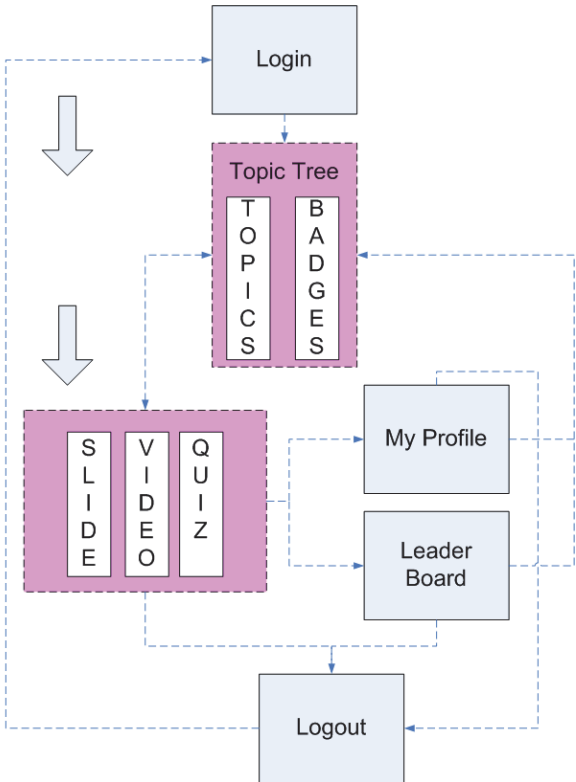 Login
Topic Tree
TOPICS
BADGES
SLIDE
VIDEO
QUIZ
My Profile
Leader
Board
Logout